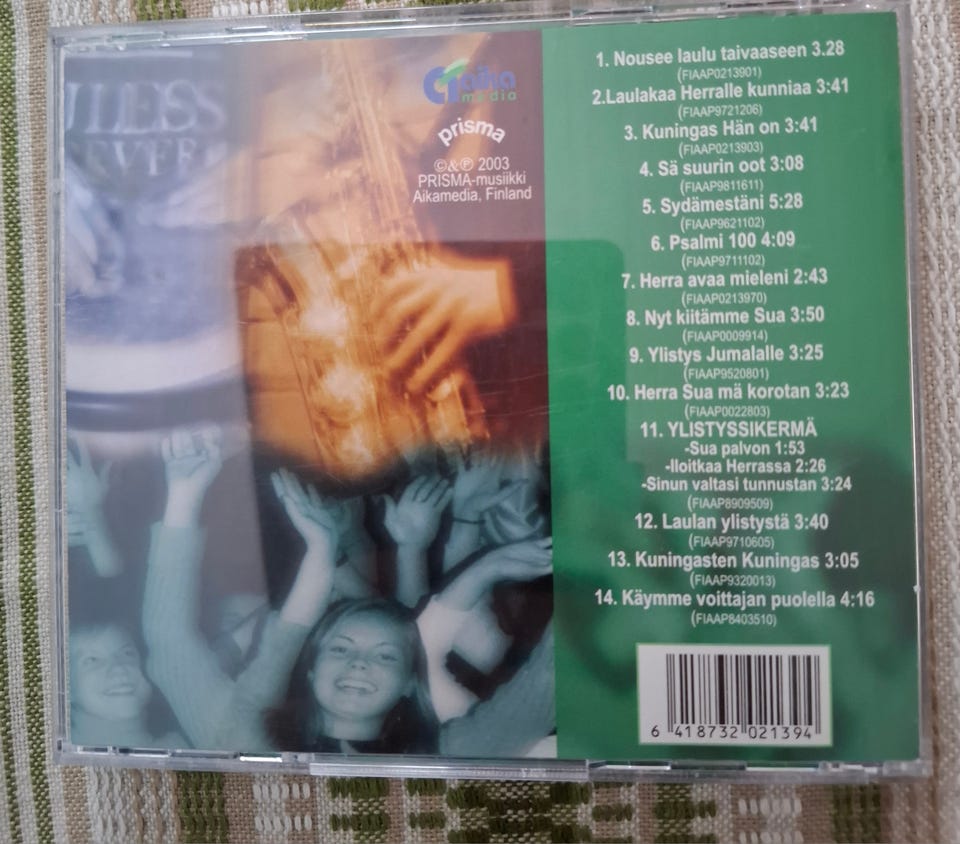 aika
media
prisma
©&℗ 2003
PRISMA-musiikki
Aikamedia, Finland
1. Nousee laulu taivaaseen 3.28
(FIAAP0213901)
2.Laulakaa Herralle kunniaa 3:41
(FIAAP9721206)
3. Kuningas Hän on 3:41
(FIAAP0213903)
4. Sä suurin oot 3:08
(FIAAP9811611)
5. Sydämestäni 5:28
(FIAAP9621102)
6. Psalmi 100 4:09
(FIAAP9711102)
7. Herra avaa mieleni 2:43
(FIAAP0213970)
8. Nyt kiitämme Sua 3:50
(FIAAP0009914)
9. Ylistys Jumalalle 3:25
(FIAAP9520801)
10. Herra Sua mä korotan 3:23
(FIAAP0022803)
11. YLISTYSSIKERMÄ
-Sua palvon 1:53
-Iloitkaa Herrassa 2:26
-Sinun valtasi tunnustan 3:24
(FIAAP8909509)
12. Laulan ylistystä 3:40
(FIAAP9710605)
13. Kuningasten Kuningas 3:05
(FIAAP9320013)
14. Käymme voittajan puolella 4:16
(FIAAP8403510)
6 418732 021394